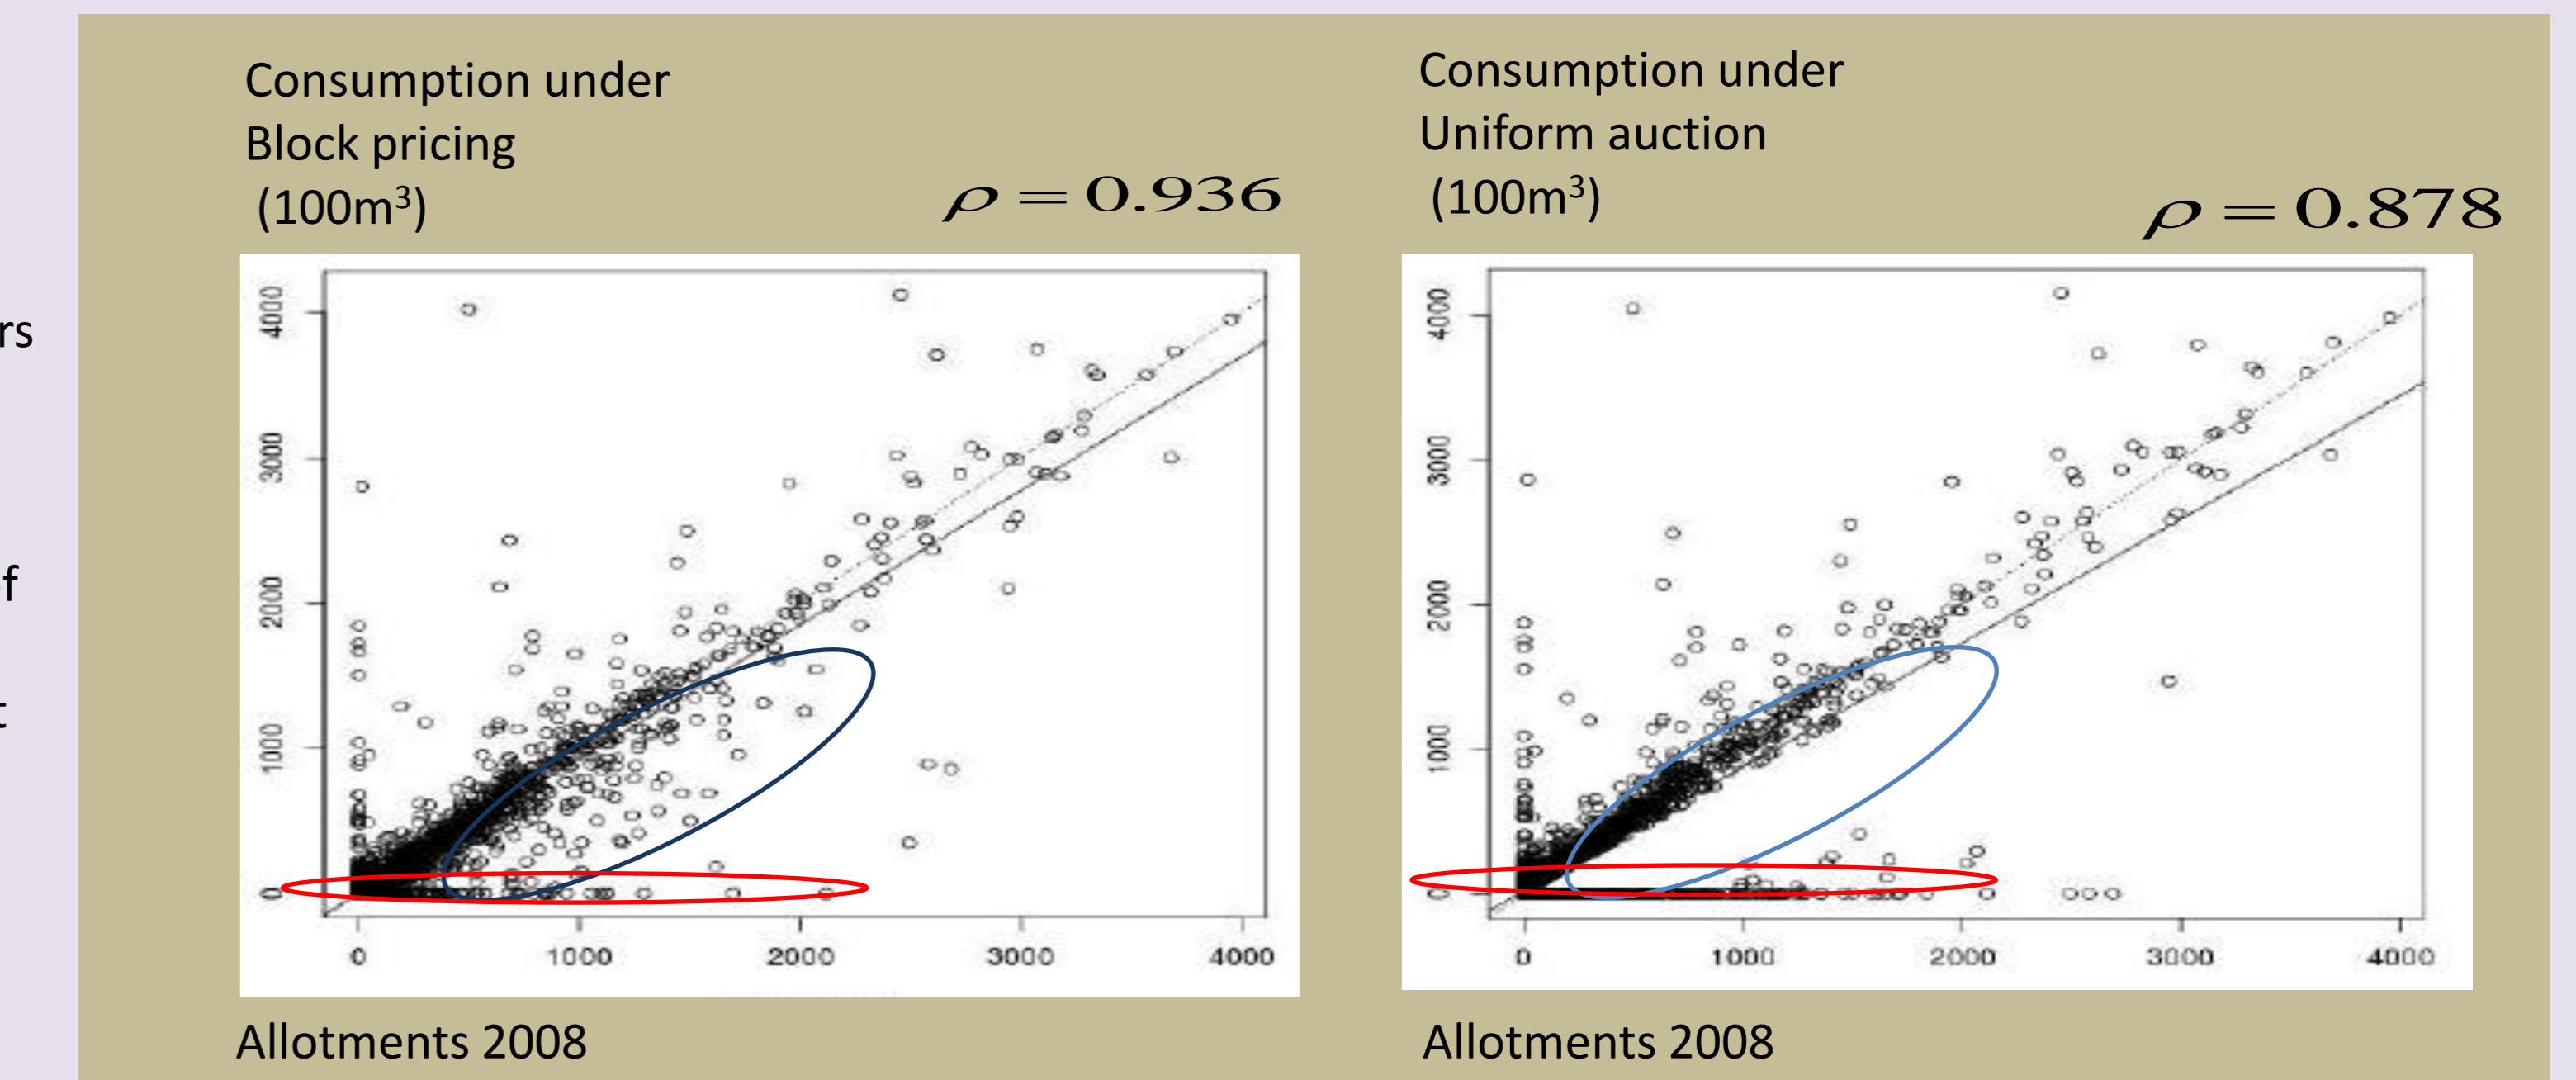 rs
f
t
Consumption under
Block pricing
(100m³)
ρ = 0.936
4000
3000
2000
1000
0
0 1000 2000 3000 4000
Allotments 2008
Consumption under
Uniform auction
(100m³)
ρ = 0.878
4000
3000
2000
1000
0
0 1000 2000 3000 4000
Allotments 2008